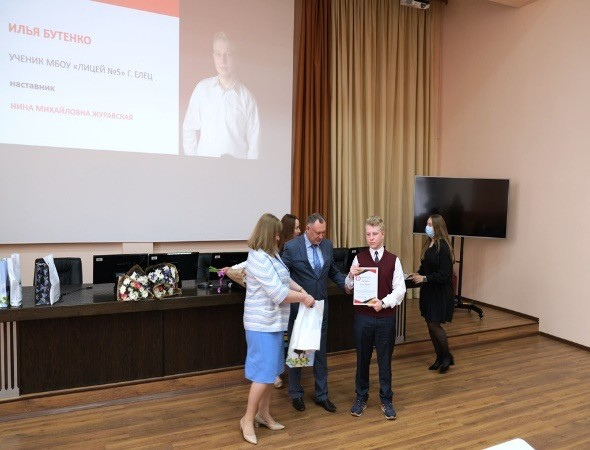 ИЛЬЯ БУТЕНКО
УЧЕНИК МБОУ «ЛИЦЕЙ №5» Г. ЕЛЕЦ
наставник
НИНА МИХАЙЛОВНА ЖУРАВСКАЯ